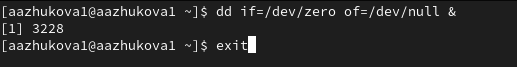 [aazhukova1@aazhukova1 ~]$ dd if=/dev/zero of=/dev/null &
[1] 3228
[aazhukova1@aazhukova1 ~]$ exit